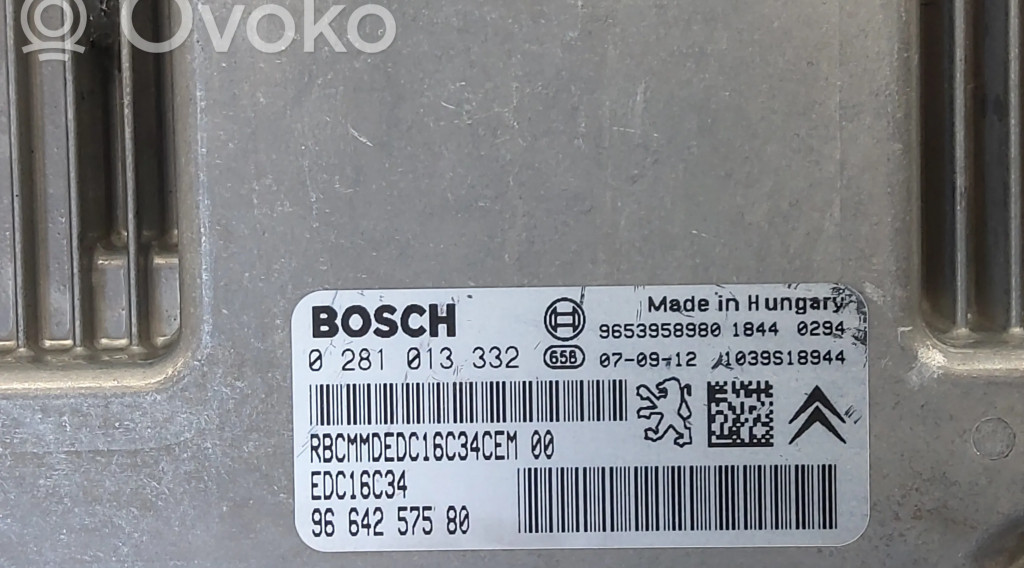 Ovoko
BOSCH
Made in Hungary
9653958980 1844 0294
0 281 013 332
65B
07-09-12
1039S18944
RBCMMDEDC16C34CEM 00
EDC16C34
96 642 575 80